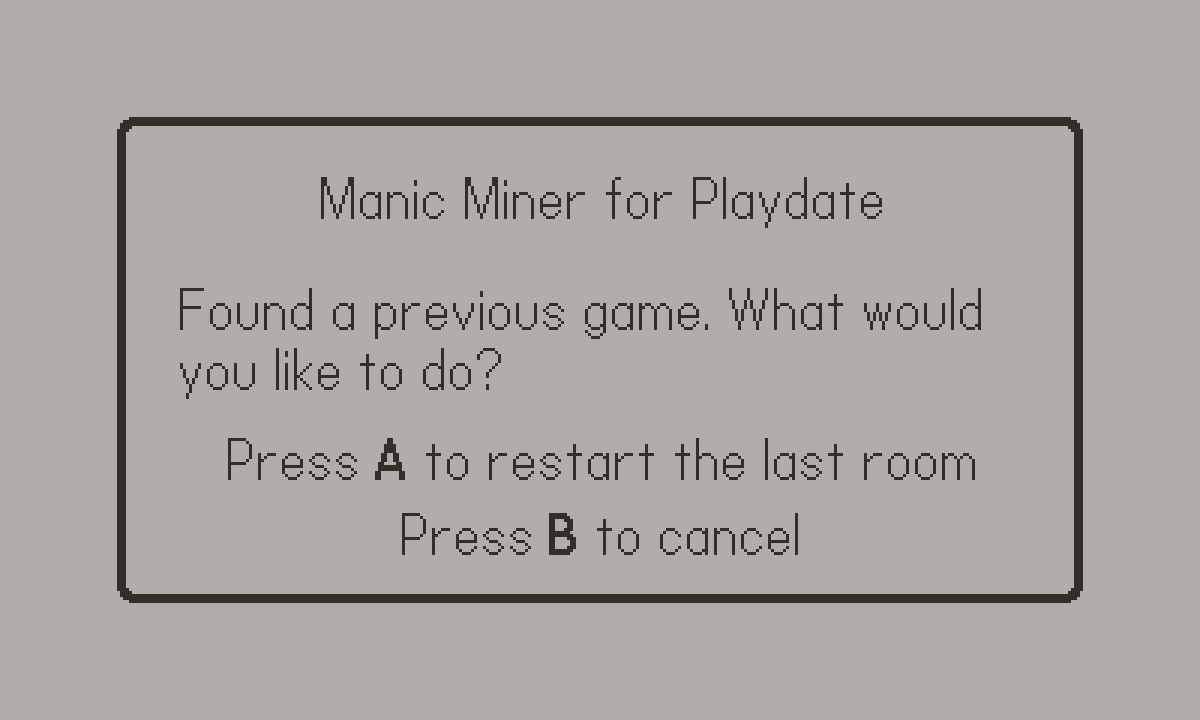 Manic Miner for Playdate
Found a previous game. What would
you like to do?
Press A to restart the last room
Press B to cancel